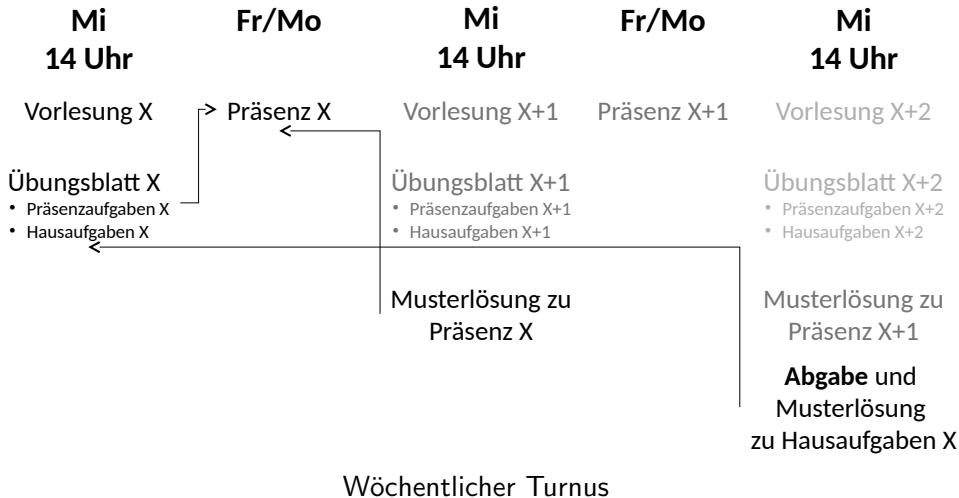 Mi
14 Uhr
Fr/Mo
Mi
14 Uhr
Fr/Mo
Mi
14 Uhr
Vorlesung X
Präsenz X
Vorlesung X+1
Präsenz X+1
Vorlesung X+2
Übungsblatt X
• Präsenzaufgaben X
• Hausaufgaben X
Übungsblatt X+1
• Präsenzaufgaben X+1
• Hausaufgaben X+1
Übungsblatt X+2
• Präsenzaufgaben X+2
• Hausaufgaben X+2
Musterlösung zu
Präsenz X
Musterlösung zu
Präsenz X+1
Abgabe und
Musterlösung
zu Hausaufgaben X
Wöchentlicher Turnus